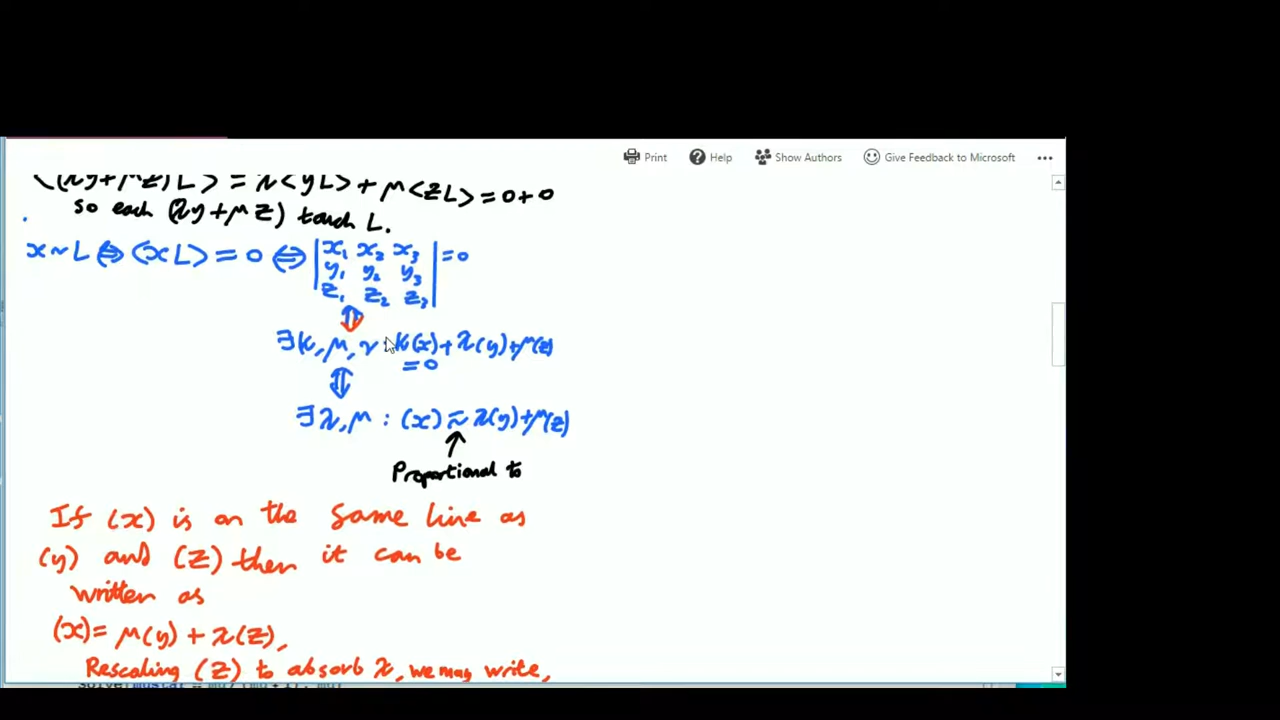 Print Help Show Authors Give Feedback to Microsoft
<(λy+μz)L> = λ<yL> + μ<zL> = 0+0
so each (λy+μz) touch L.
x~L ⇔ <xL> = 0 ⇔ |x₁ x₂ x₃| = 0
y₁ y₂ y₃
z₁ z₂ z₃
⇕
∃k, μ, ν : k(x) + λ(y) + μ(z)
= 0
⇕
∃λ, μ : (x) ≈ λ(y) + μ(z)
↑
Proportional to
If (x) is on the same line as
(y) and (z) then it can be
written as
(x) = μ(y) + λ(z),
Rescaling (z) to absorb λ, we may write,